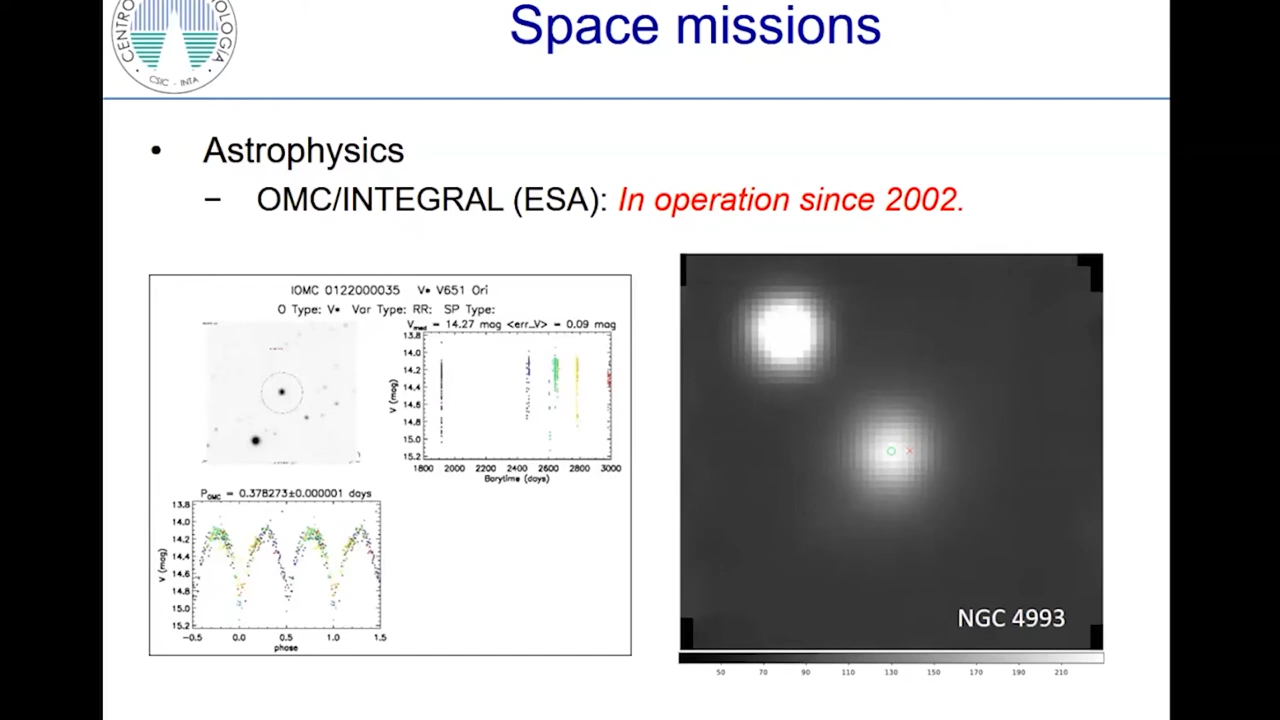 Space missions
CENTRO
CSIC - INTA
• Astrophysics
– OMC/INTEGRAL (ESA): In operation since 2002.
IOMC 0122000035 V* V651 Ori
O Type: V* Var Type: RR: SP Type:
Vmed = 14.27 mag <err_V> = 0.09 mag
13.8
14.0
14.2
14.4
14.6
14.8
15.0
15.2
V (mag)
1800 2000 2200 2400 2600 2800 3000
Barytime (days)
POMC = 0.378273±0.000001 days
13.8
14.0
14.2
14.4
14.6
14.8
15.0
15.2
V (mag)
−0.5 0.0 0.5 1.0 1.5
phase
NGC 4993
50 70 90 110 130 150 170 190 210